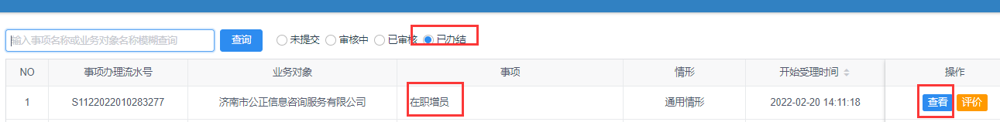 输入事项名称或业务对象名称模糊查询 查询 未提交 审核中 已审核 已办结
NO 事项办理流水号 业务对象 事项 情形 开始受理时间 操作
1 S1122022010283277 济南市公正信息咨询服务有限公司 在职增员 通用情形 2022-02-20 14:11:18 查看 评价